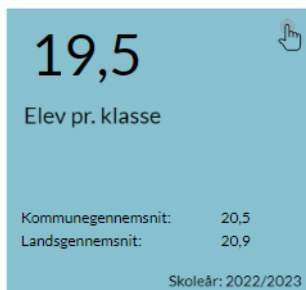 19,5
Elev pr. klasse
Kommunegennemsnit: 20,5
Landsgennemsnit: 20,9
Skoleår: 2022/2023